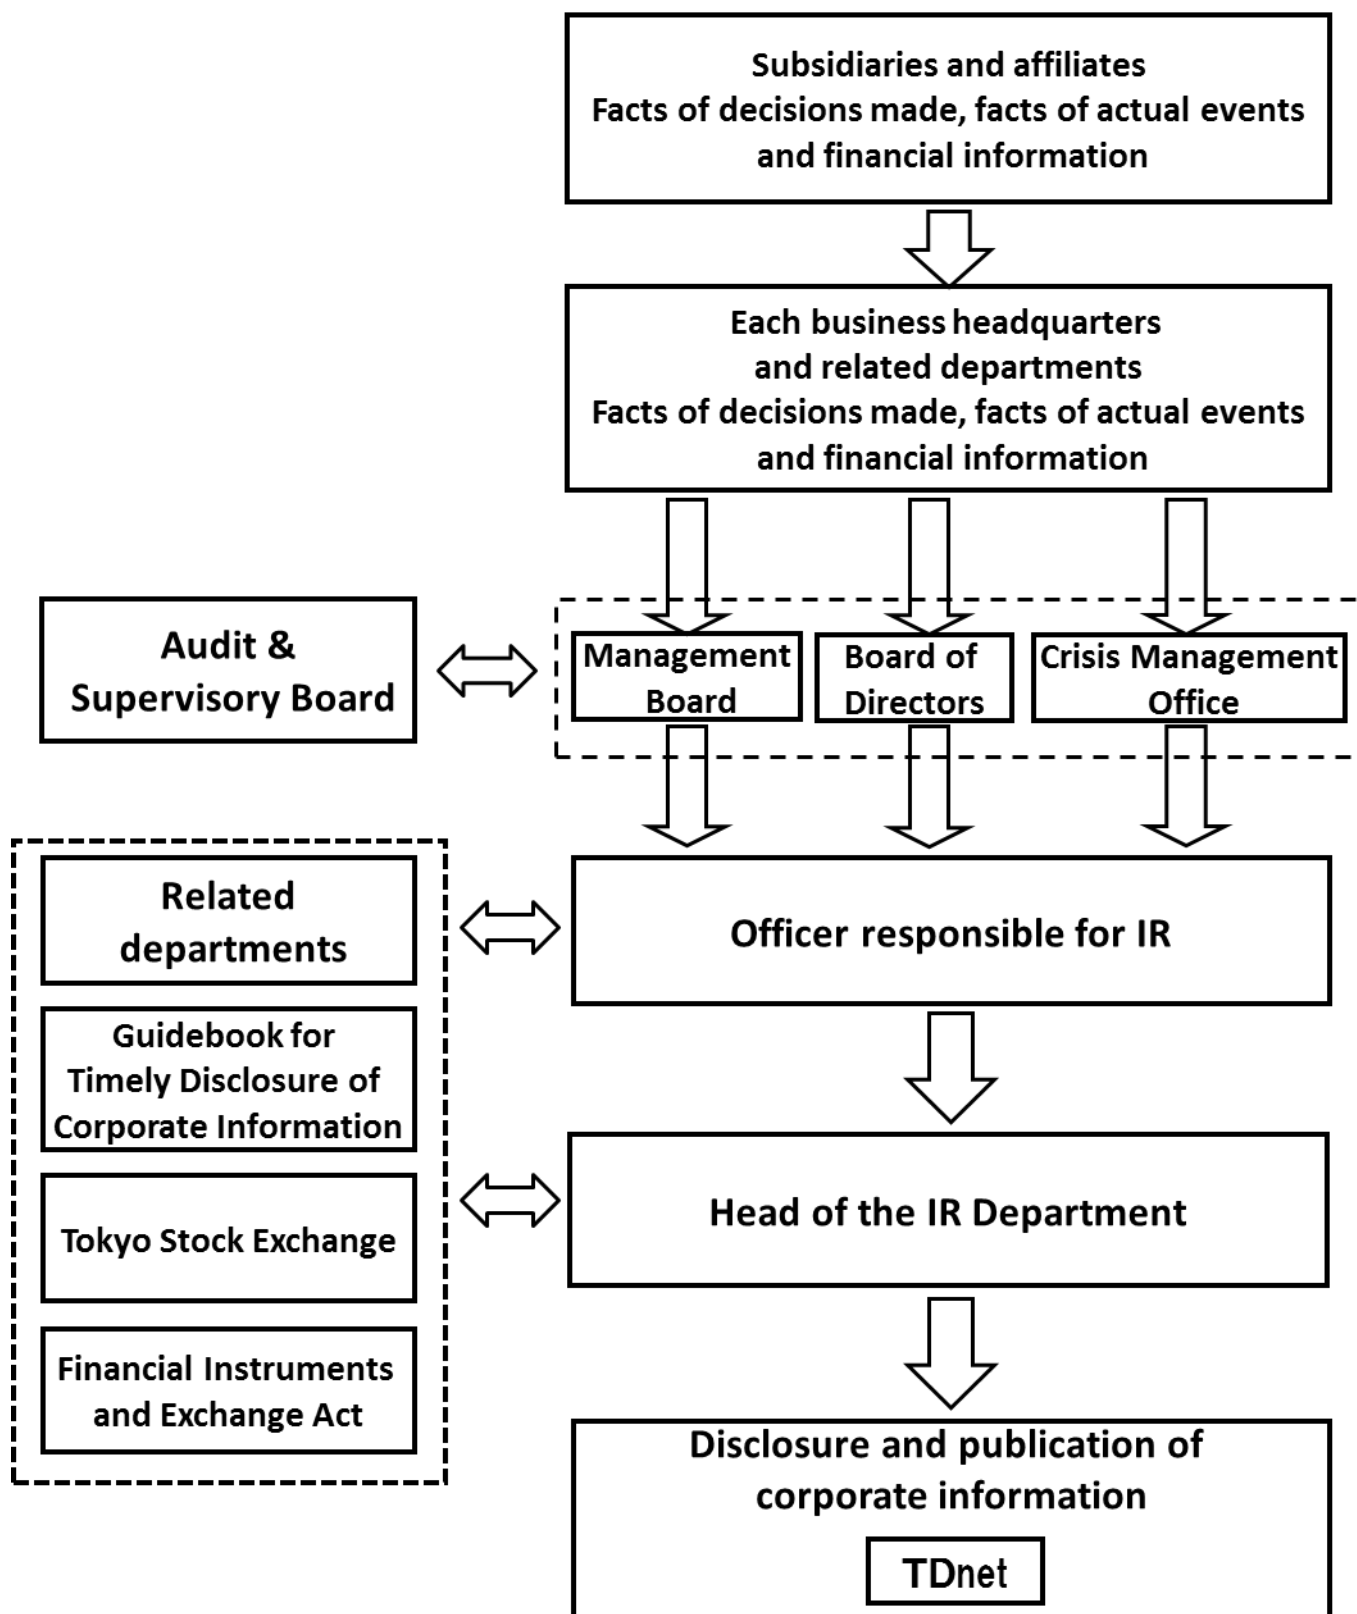 Subsidiaries and affiliates
Facts of decisions made, facts of actual events
and financial information
Each business headquarters
and related departments
Facts of decisions made, facts of actual events
and financial information
Audit &
Supervisory Board
Management
Board
Board of
Directors
Crisis Management
Office
Related
departments
Officer responsible for IR
Guidebook for
Timely Disclosure of
Corporate Information
Head of the IR Department
Tokyo Stock Exchange
Financial Instruments
and Exchange Act
Disclosure and publication of
corporate information
TDnet